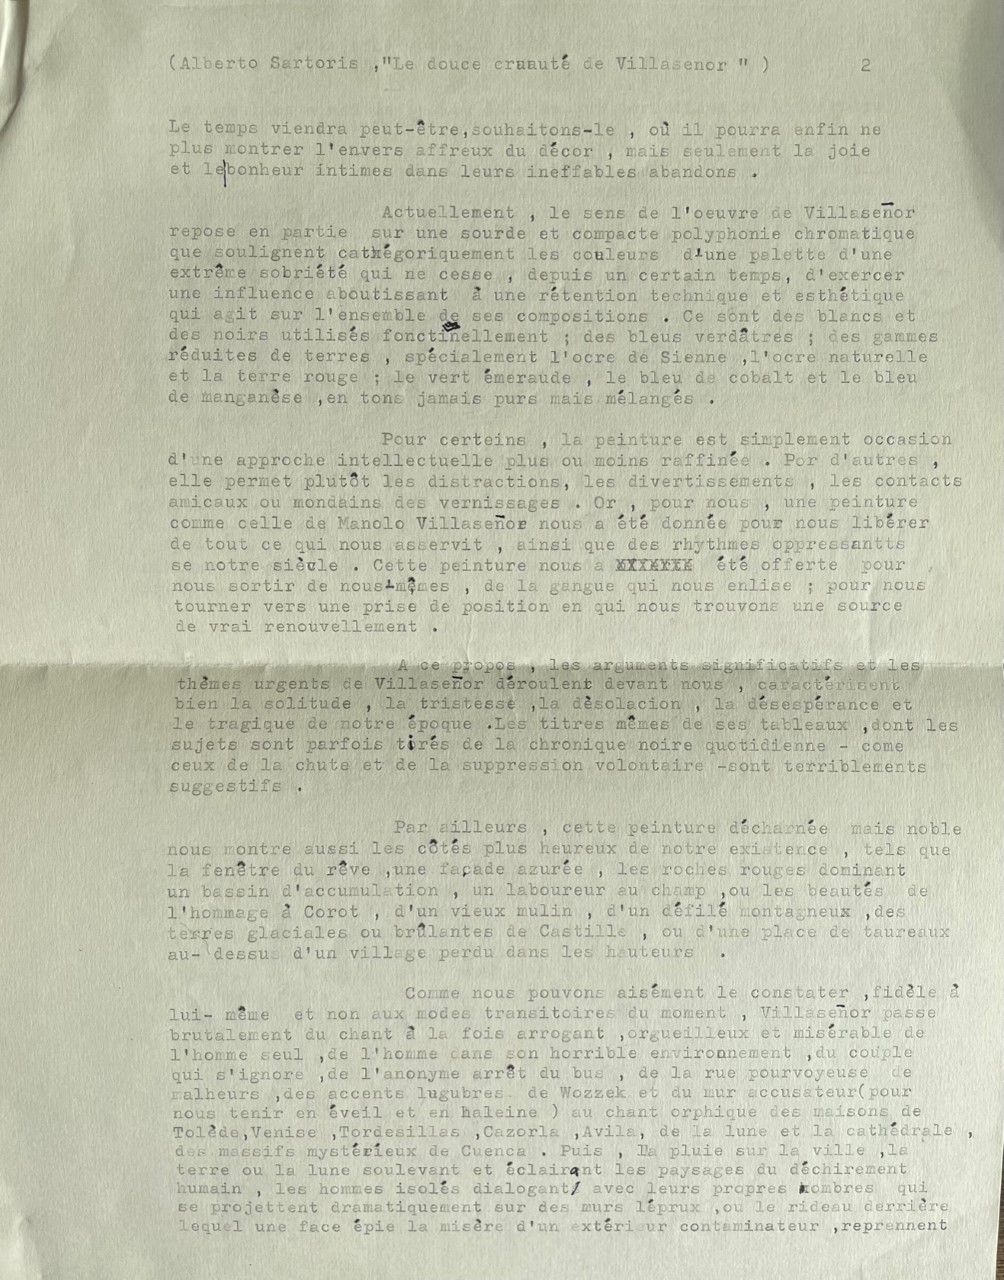 (Alberto Sartoris ,"Le douce cruauté de Villasenor " )          2
Le temps viendra peut-être,souhaitons-le , où il pourra enfin ne
plus montrer l'envers affreux du décor , mais seulement la joie
et le bonheur intimes dans leurs ineffables abandons .
Actuellement , le sens de l'oeuvre de Villaseñor
repose en partie sur une sourde et compacte polyphonie chromatique
que soulignent cathégoriquement les couleurs d'une palette d'une
extrême sobriété qui ne cesse , depuis un certain temps, d'exercer
une influence aboutissant à une rétention technique et esthétique
qui agit sur l'ensemble de ses compositions . Ce sont des blancs et
des noirs utilisés fonctinellement ; des bleus verdâtres ; des gammes
réduites de terres , spécialement l'ocre de Sienne ,l'ocre naturelle
et la terre rouge ; le vert émeraude , le bleu de cobalt et le bleu
de manganèse ,en tons jamais purs mais mélangés .
Pour certeins , la peinture est simplement occasion
d'une approche intellectuelle plus ou moins raffinée . Por d'autres ,
elle permet plutôt les distractions, les divertissements , les contacts
amicaux ou mondains des vernissages . Or , pour nous , une peinture
comme celle de Manolo Villaseñor nous a été donnée pour nous libérer
de tout ce qui nous asservit , ainsi que des rhythmes oppressantts
se notre siècle . Cette peinture nous a été offerte pour
nous sortir de nous-mêmes , de la gangue qui nous enlise ; pour nous
tourner vers une prise de position en qui nous trouvons une source
de vrai renouvellement .
A ce propos , les arguments significatifs et les
thèmes urgents de Villaseñor déroulent devant nous , caractérisent
bien la solitude , la tristesse ,la dèsolacion , la désespérance et
le tragique de notre époque .Les titres mêmes de ses tableaux ,dont les
sujets sont parfois tirés de la chronique noire quotidienne - come
ceux de la chute et de la suppression volontaire -sont terriblements
suggestifs .
Par ailleurs , cette peinture décharnée mais noble
nous montre aussi les côtés plus heureux de notre existence , tels que
la fenêtre du rêve ,une façade azurée , les roches rouges dominant
un bassin d'accumulation , un laboureur au champ ,ou les beautés de
l'hommage à Corot , d'un vieux mulin , d'un défilé montagneux ,des
terres glaciales ou brûlantes de Castille , ou d'une place de taureaux
au- dessus d'un village perdu dans les hauteurs .
Comme nous pouvons aisément le constater ,fidèle à
lui- même et non aux modes transitoires du moment , Villaseñor passe
brutalement du chant à la fois arrogant ,orgueilleux et misérable de
l'homme seul ,de l'homme dans son horrible environnement ,du couple
qui s'ignore ,de l'anonyme arrêt du bus , de la rue pourvoyeuse de
malheurs ,des accents lugubres de Wozzek et du mur accusateur(pour
nous tenir en éveil et en haleine ) au chant orphique des maisons de
Tolède,Venise ,Tordesillas ,Cazorla ,Avila, de la lune et la cathédrale ,
des massifs mystérieux de Cuenca . Puis , la pluie sur la ville ,la
terre ou la lune soulevant et éclairant les paysages du déchirement
humain , les hommes isolés dialogant avec leurs propres ombres qui
se projettent dramatiquement sur des murs léprux ,ou le rideau derrière
lequel une face épie la misère d'un extérieur contaminateur ,reprennent